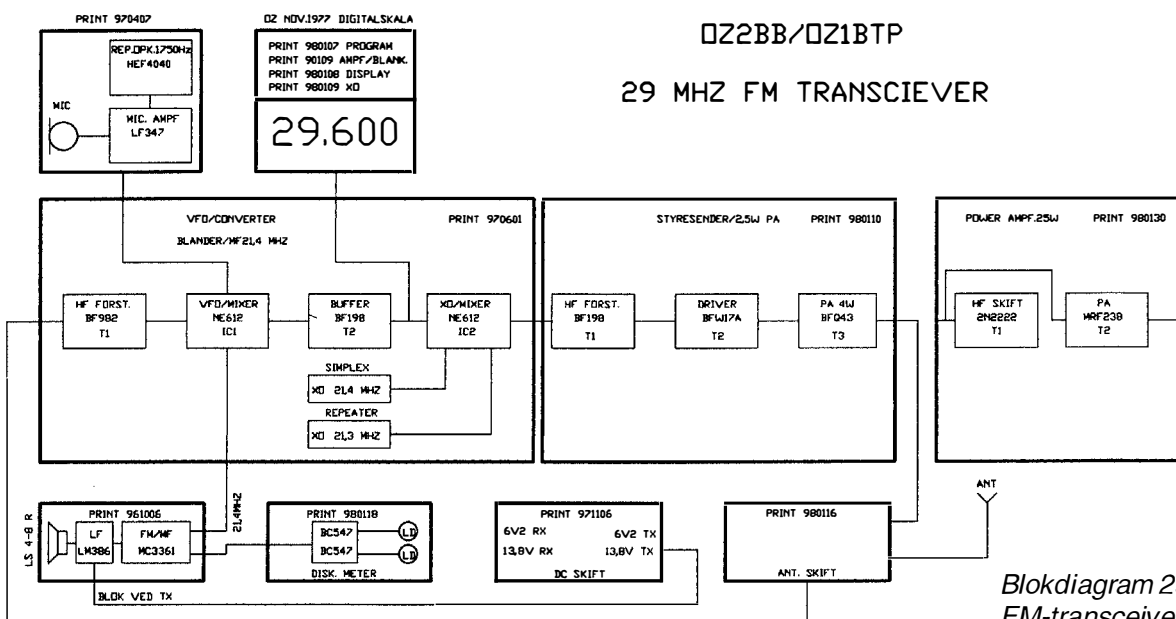 PRINT 970407
REP.OPK.1750Hz
HEF4040
MIC
MIC. AMPF
LF347
OZ NOV.1977 DIGITALSKALA
PRINT 980107 PROGRAM
PRINT 90109 AMPF/BLANK.
PRINT 980108 DISPLAY
PRINT 980109 XO
29.600
OZ2BB/OZ1BTP
29 MHZ FM TRANSCIEVER
VFO/CONVERTER
PRINT 970601
BLANDER/MF21,4 MHZ
HF FORST.
BF982
T1
VFO/MIXER
NE612
IC1
BUFFER
BF198
T2
XO/MIXER
NE612
IC2
SIMPLEX
XO 21,4 MHZ
REPEATER
XO 21,3 MHZ
STYRESENDER/2,5W PA
PRINT 980110
HF FORST.
BF198
T1
DRIVER
BFW17A
T2
PA 4W
BFQ43
T3
POWER AMPF.25W
PRINT 980130
HF SKIFT
2N2222
T1
PA
MRF238
T2
LS 4-8 R
PRINT 961006
LF
LM386
FM/MF
MC3361
21,4MHZ
BLOK VED TX
PRINT 980118
BC547
LD
BC547
LD
DISK. METER
PRINT 971106
6V2 RX
6V2 TX
13,8V RX
13,8V TX
DC SKIFT
PRINT 980116
ANT. SKIFT
ANT
Blokdiagram 2
FM-transceive